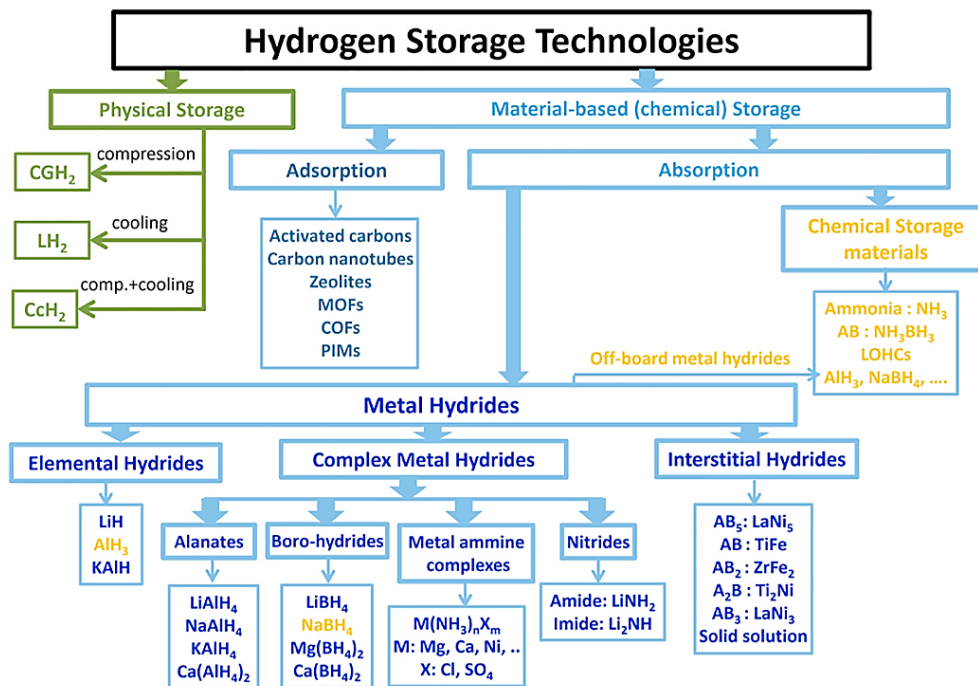 Hydrogen Storage Technologies
Physical Storage
Material-based (chemical) Storage
compression
CGH₂
cooling
LH₂
comp.+cooling
CcH₂
Adsorption
Absorption
Activated carbons
Carbon nanotubes
Zeolites
MOFs
COFs
PIMs
Chemical Storage
materials
Ammonia : NH₃
AB : NH₃BH₃
LOHCs
AlH₃, NaBH₄, ....
Off-board metal hydrides
Metal Hydrides
Elemental Hydrides
Complex Metal Hydrides
Interstitial Hydrides
LiH
AlH₃
KAlH
Alanates
Boro-hydrides
Metal ammine
complexes
Nitrides
LiAlH₄
NaAlH₄
KAlH₄
Ca(AlH₄)₂
LiBH₄
NaBH₄
Mg(BH₄)₂
Ca(BH₄)₂
M(NH₃)ₙXₘ
M: Mg, Ca, Ni, ..
X: Cl, SO₄
Amide: LiNH₂
Imide: Li₂NH
AB₅: LaNi₅
AB : TiFe
AB₂ : ZrFe₂
A₂B : Ti₂Ni
AB₃ : LaNi₃
Solid solution